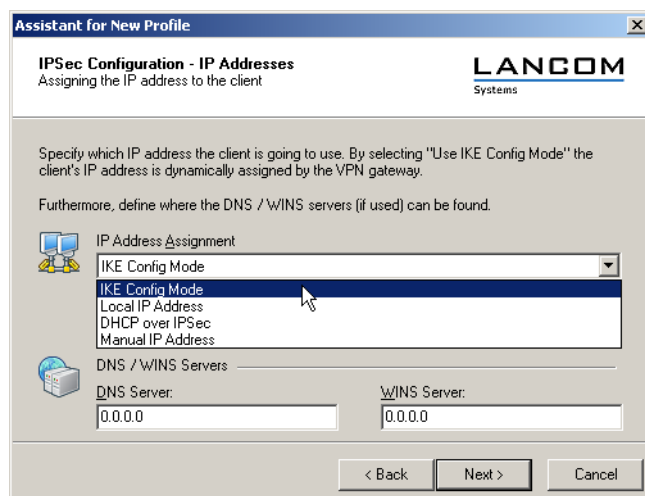 Assistant for New Profile
IPSec Configuration - IP Addresses
Assigning the IP address to the client
LANCOM
Systems
Specify which IP address the client is going to use. By selecting "Use IKE Config Mode" the
client's IP address is dynamically assigned by the VPN gateway.
Furthermore, define where the DNS / WINS servers (if used) can be found.
IP Address Assignment
IKE Config Mode
IKE Config Mode
Local IP Address
DHCP over IPSec
Manual IP Address
DNS / WINS Servers
DNS Server:
WINS Server:
0.0.0.0
0.0.0.0
< Back
Next >
Cancel